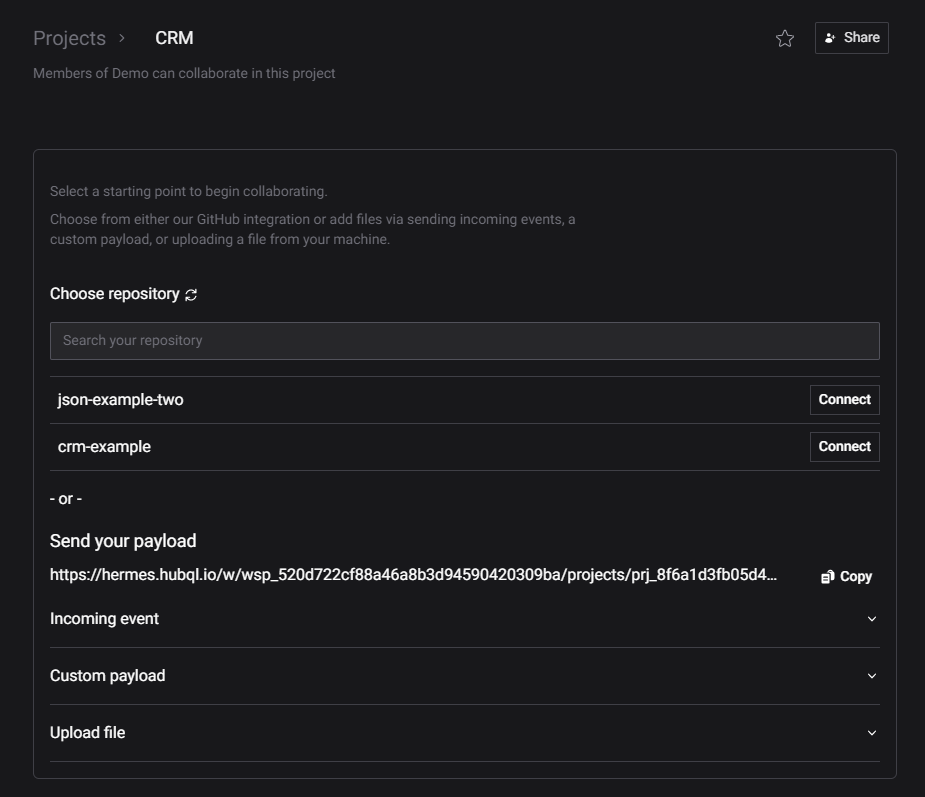 Projects > CRM
Share
Members of Demo can collaborate in this project
Select a starting point to begin collaborating.
Choose from either our GitHub integration or add files via sending incoming events, a
custom payload, or uploading a file from your machine.
Choose repository
Search your repository
json-example-two Connect
crm-example Connect
- or -
Send your payload
https://hermes.hubql.io/w/wsp_520d722cf88a46a8b3d94590420309ba/projects/prj_8f6a1d3fb05d4... Copy
Incoming event
Custom payload
Upload file